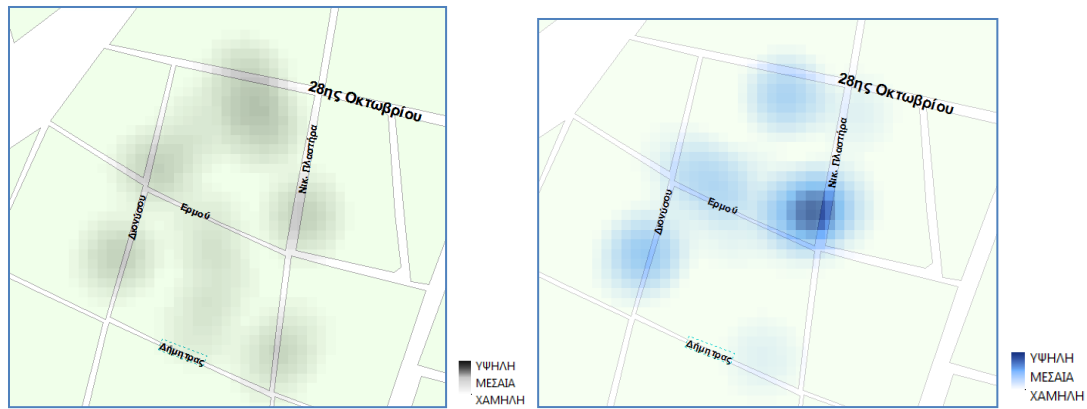 28ης Οκτωβρίου
Νικ. Πλαστήρα
Ερμού
Διονύσου
Δήμητρας
ΥΨΗΛΗ
ΜΕΣΑΙΑ
ΧΑΜΗΛΗ
28ης Οκτωβρίου
Νικ. Πλαστήρα
Ερμού
Διονύσου
Δήμητρας
ΥΨΗΛΗ
ΜΕΣΑΙΑ
ΧΑΜΗΛΗ